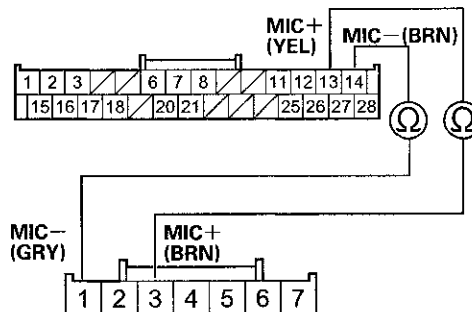 MIC+
(YEL)
MIC−(BRN)
1 2 3 6 7 8 11 12 13 14
15 16 17 18 20 21 25 26 27 28
Ω Ω
MIC−
(GRY)
MIC+
(BRN)
1 2 3 4 5 6 7